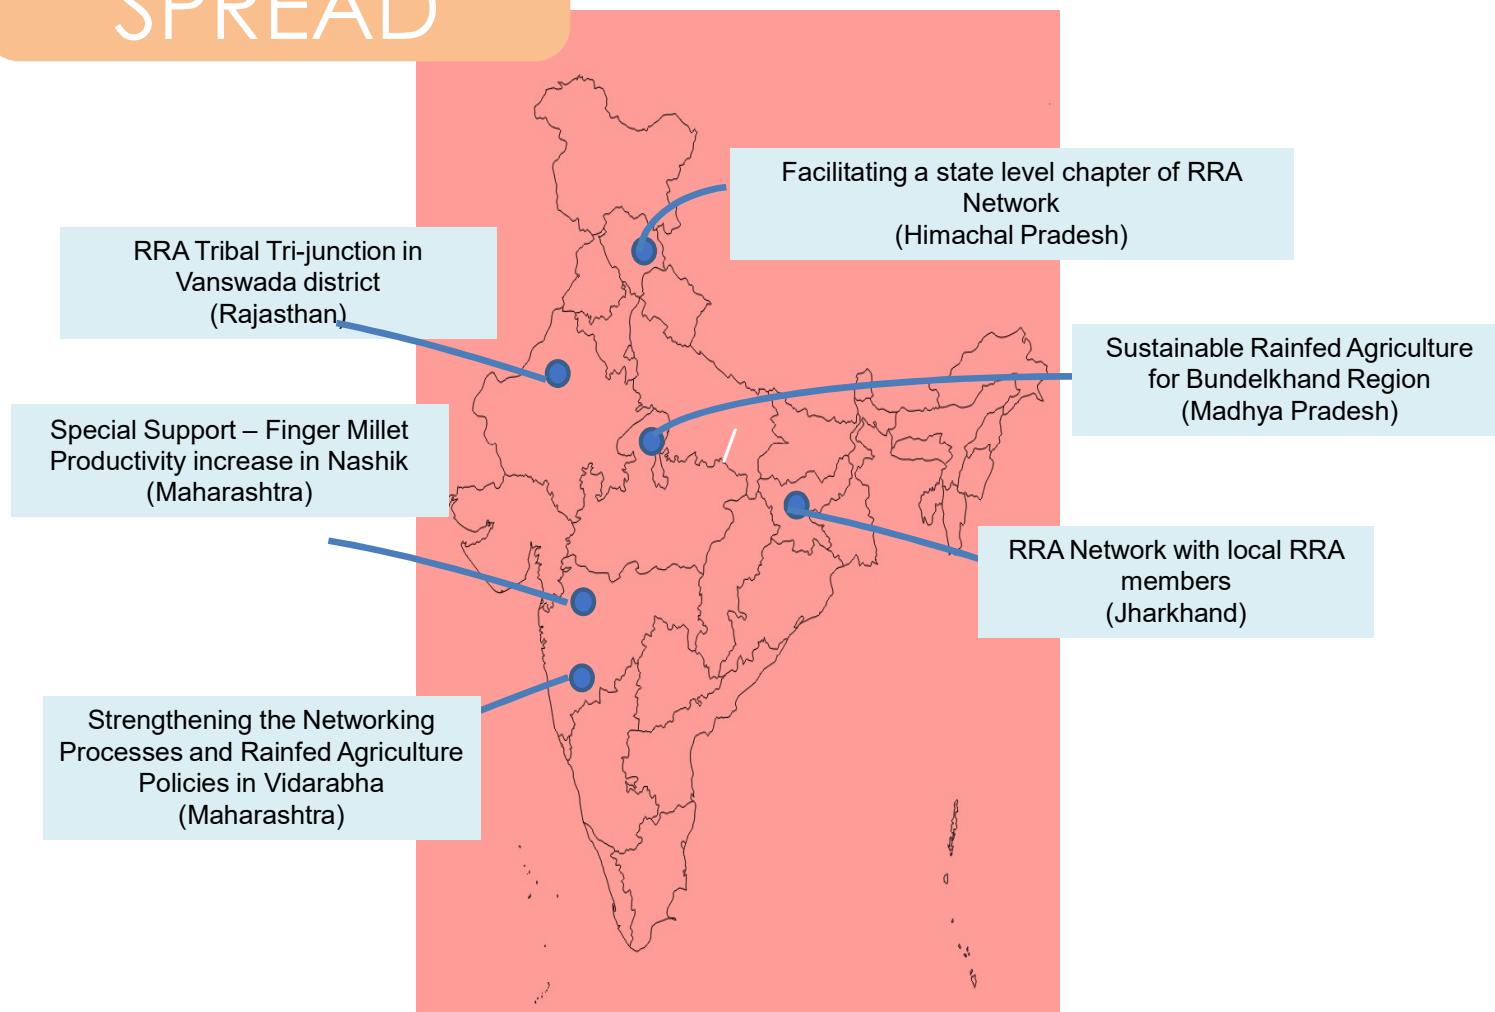 SPREAD
Facilitating a state level chapter of RRA
Network
(Himachal Pradesh)
RRA Tribal Tri-junction in
Vanswada district
(Rajasthan)
Sustainable Rainfed Agriculture
for Bundelkhand Region
(Madhya Pradesh)
Special Support – Finger Millet
Productivity increase in Nashik
(Maharashtra)
RRA Network with local RRA
members
(Jharkhand)
Strengthening the Networking
Processes and Rainfed Agriculture
Policies in Vidarabha
(Maharashtra)